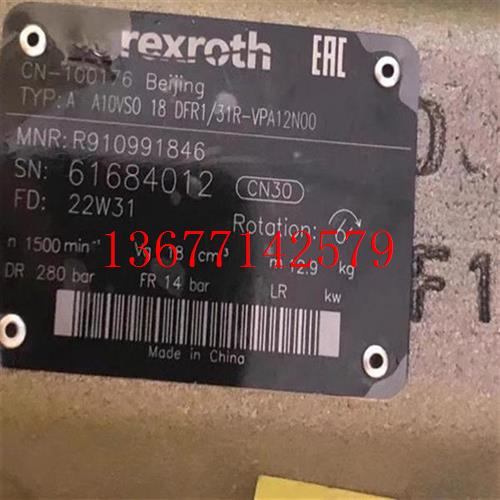 rexroth EAC
CN-100176 Beijing
TYP: A A10VSO 18 DFR1/31R-VPA12N00
MNR: R910991846
SN: 61684012 CN30
FD: 22W31
Rotation:
n 1500 min⁻¹ Vg 18 cm³ m 12.9 kg
13677142579
DR 280 bar FR 14 bar LR kw
Made in China
F1